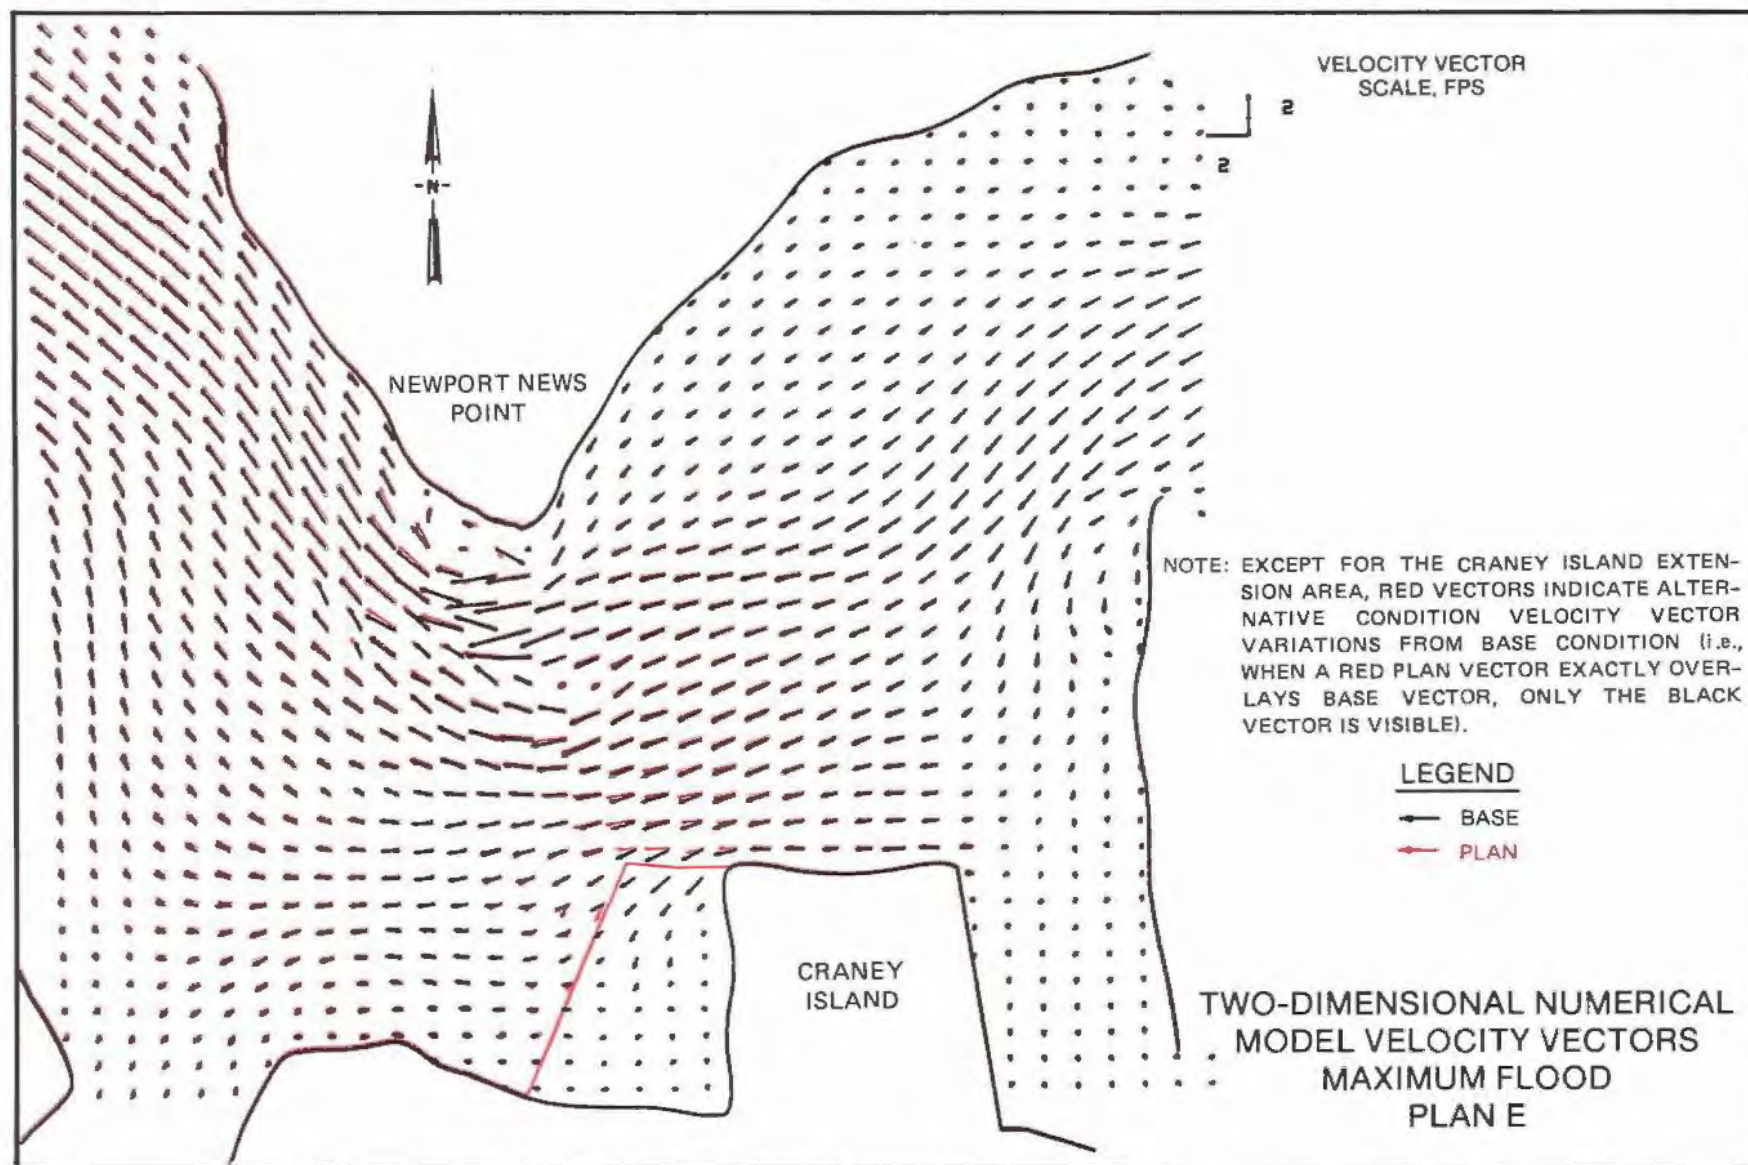 VELOCITY VECTOR
SCALE, FPS
2
2
-N-
NEWPORT NEWS
POINT
NOTE: EXCEPT FOR THE CRANEY ISLAND EXTEN-
SION AREA, RED VECTORS INDICATE ALTER-
NATIVE CONDITION VELOCITY VECTOR
VARIATIONS FROM BASE CONDITION (i.e.,
WHEN A RED PLAN VECTOR EXACTLY OVER-
LAYS BASE VECTOR, ONLY THE BLACK
VECTOR IS VISIBLE).
LEGEND
BASE
PLAN
CRANEY
ISLAND
TWO-DIMENSIONAL NUMERICAL
MODEL VELOCITY VECTORS
MAXIMUM FLOOD
PLAN E